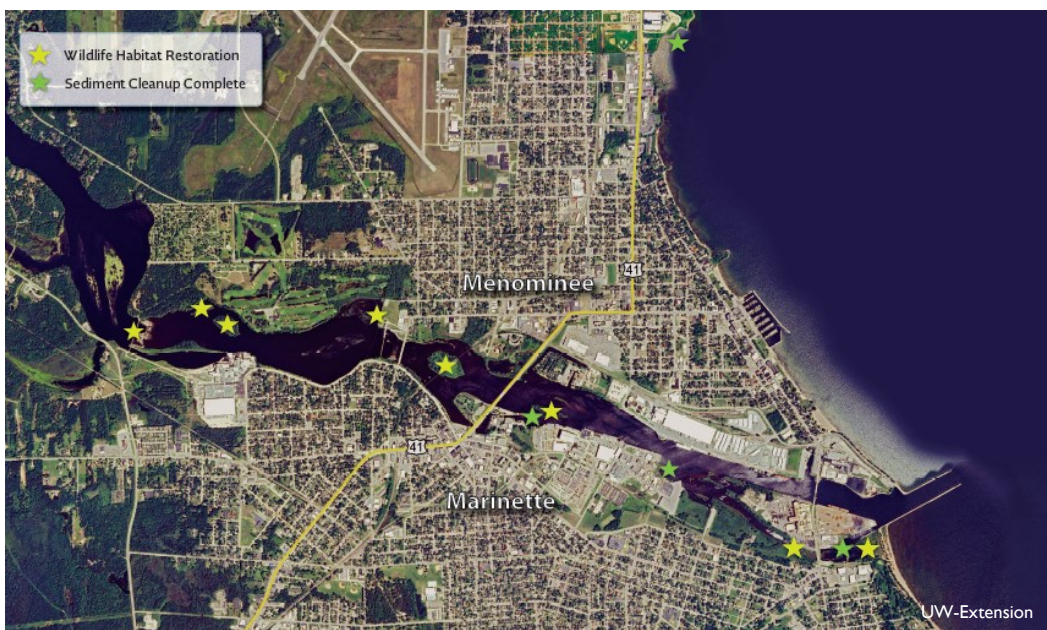 Wildlife Habitat Restoration
Sediment Cleanup Complete
41
Menominee
41
Marinette
UW-Extension